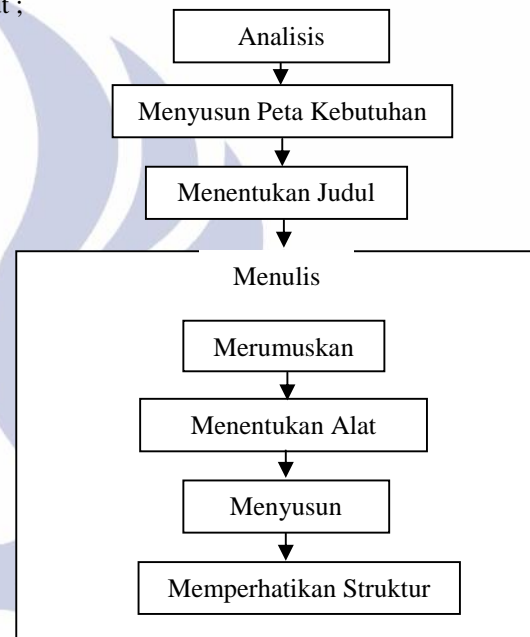 Analisis
Menyusun Peta Kebutuhan
Menentukan Judul
Menulis
Merumuskan
Menentukan Alat
Menyusun
Memperhatikan Struktur